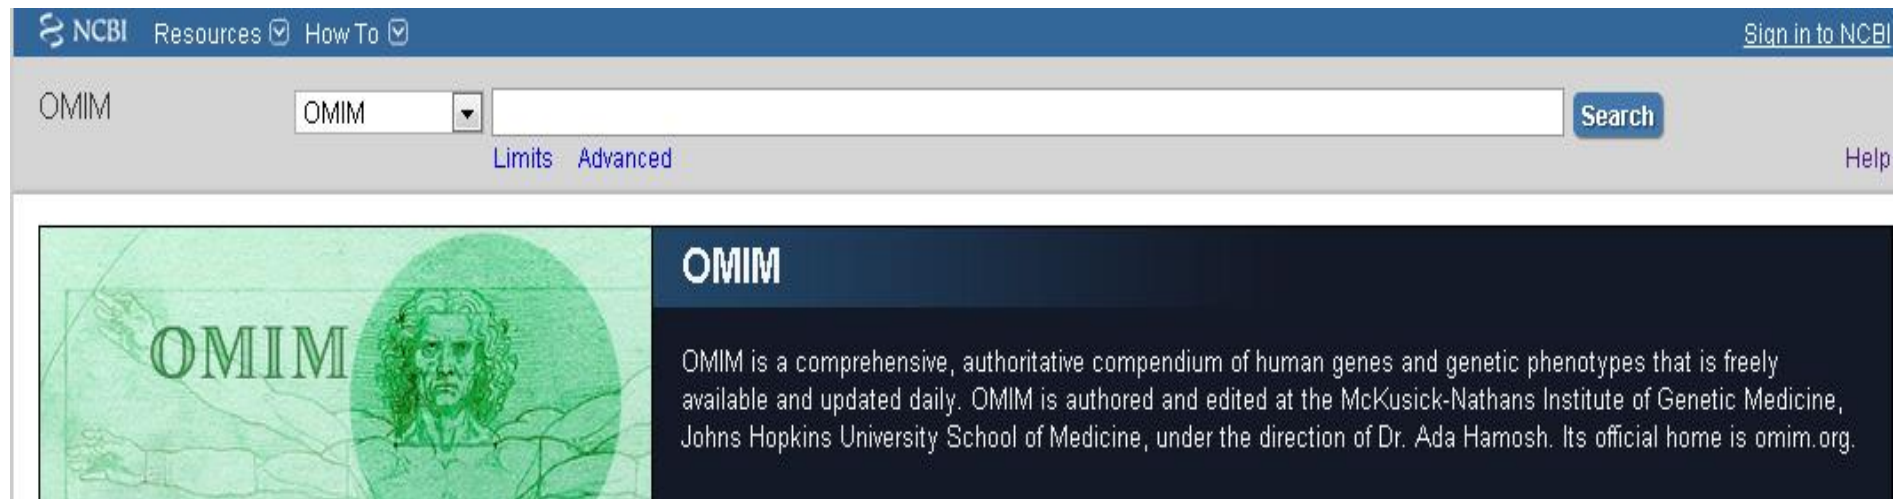 NCBI Resources How To Sign in to NCBI
OMIM OMIM Search
Limits Advanced Help
OMIM
OMIM
OMIM is a comprehensive, authoritative compendium of human genes and genetic phenotypes that is freely
available and updated daily. OMIM is authored and edited at the McKusick-Nathans Institute of Genetic Medicine,
Johns Hopkins University School of Medicine, under the direction of Dr. Ada Hamosh. Its official home is omim.org.